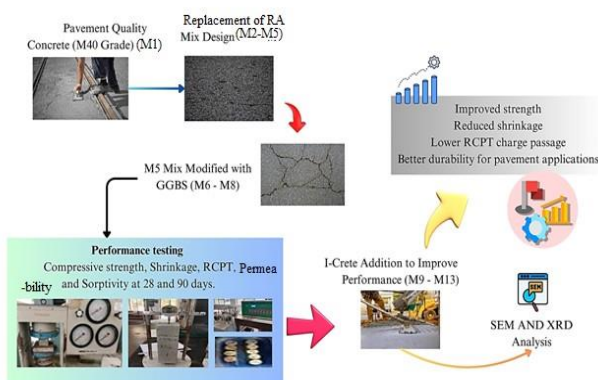 Pavement Quality
Concrete (M40 Grade) (M1)
Replacement of RA
Mix Design (M2-M5)
M5 Mix Modified with
GGBS (M6 - M8)
Performance testing
Compressive strength, Shrinkage, RCPT, Permea
-bility and Sorptivity at 28 and 90 days.
I-Crete Addition to Improve
Performance (M9 - M13)
Improved strength
Reduced shrinkage
Lower RCPT charge passage
Better durability for pavement applications
SEM
SEM AND XRD
Analysis